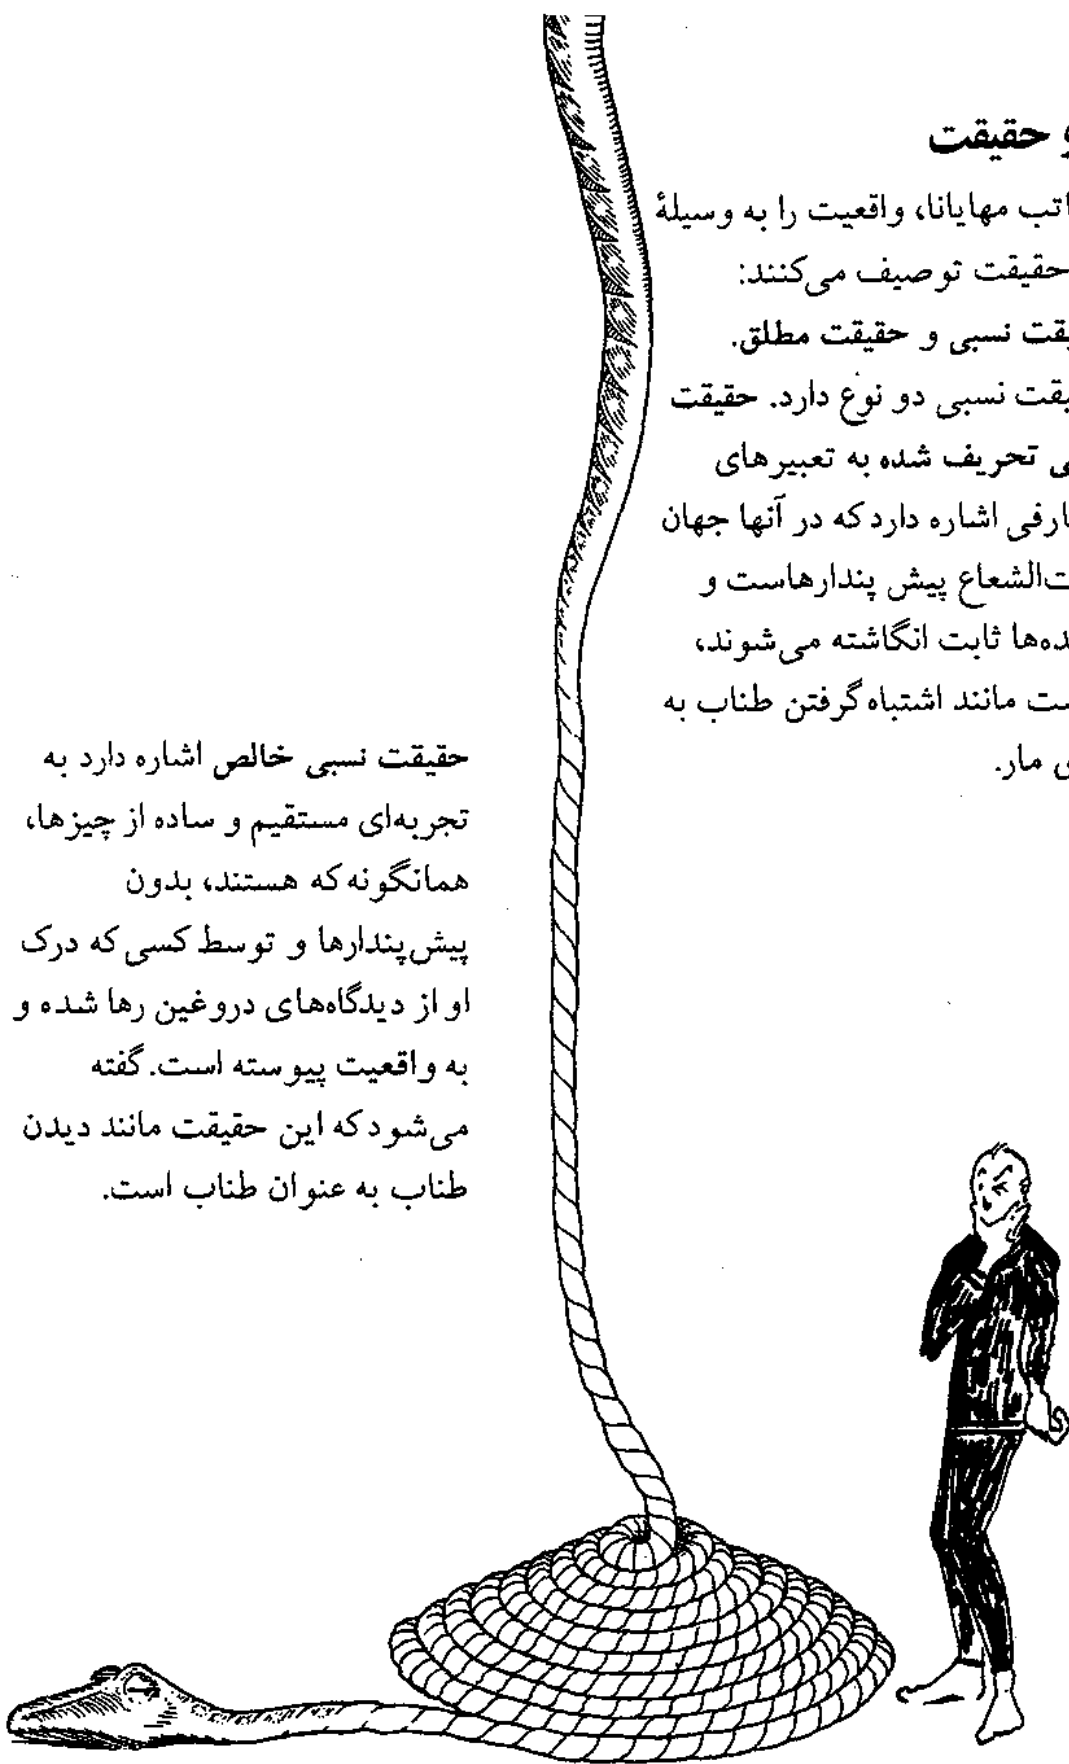 و حقیقت
اتب مهایانا، واقعیت را به وسیلهٔ
حقیقت توصیف می‌کنند:
یقت نسبی و حقیقت مطلق.
یقت نسبی دو نوع دارد. حقیقت
ی تحریف شده به تعبیرهای
ارفی اشاره دارد که در آنها جهان
ت‌الشعاع پیش پندارهاست و
ده‌ها ثابت انگاشته می‌شوند،
ست مانند اشتباه گرفتن طناب به
ی مار.
حقیقت نسبی خالص اشاره دارد به
تجربه‌ای مستقیم و ساده از چیزها،
همانگونه که هستند، بدون
پیش‌پندارها و توسط کسی که درک
او از دیدگاه‌های دروغین رها شده و
به واقعیت پیوسته است. گفته
می‌شود که این حقیقت مانند دیدن
طناب به عنوان طناب است.